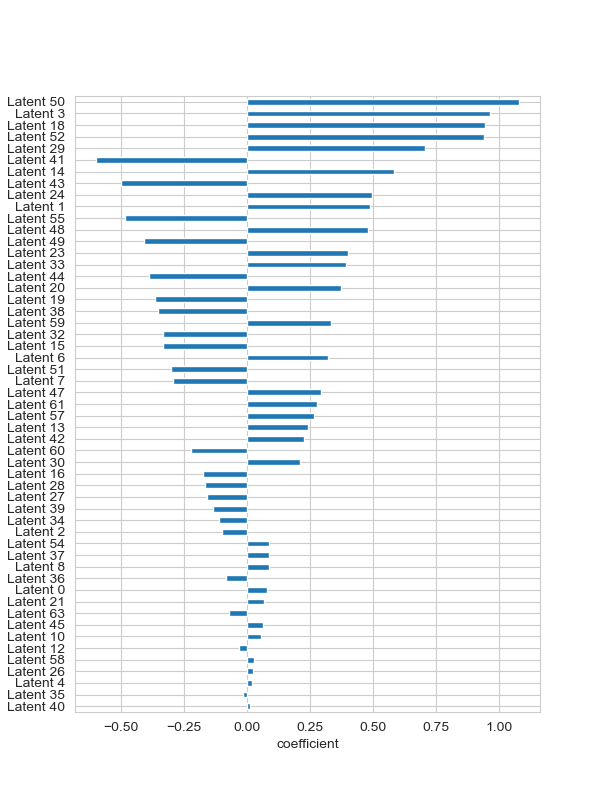 Latent 50
Latent 3
Latent 18
Latent 52
Latent 29
Latent 41
Latent 14
Latent 43
Latent 24
Latent 1
Latent 55
Latent 48
Latent 49
Latent 23
Latent 33
Latent 44
Latent 20
Latent 19
Latent 38
Latent 59
Latent 32
Latent 15
Latent 6
Latent 51
Latent 7
Latent 47
Latent 61
Latent 57
Latent 13
Latent 42
Latent 60
Latent 30
Latent 16
Latent 28
Latent 27
Latent 39
Latent 34
Latent 2
Latent 54
Latent 37
Latent 8
Latent 36
Latent 0
Latent 21
Latent 63
Latent 45
Latent 10
Latent 12
Latent 58
Latent 26
Latent 4
Latent 35
Latent 40
−0.50 −0.25 0.00 0.25 0.50 0.75 1.00
coefficient